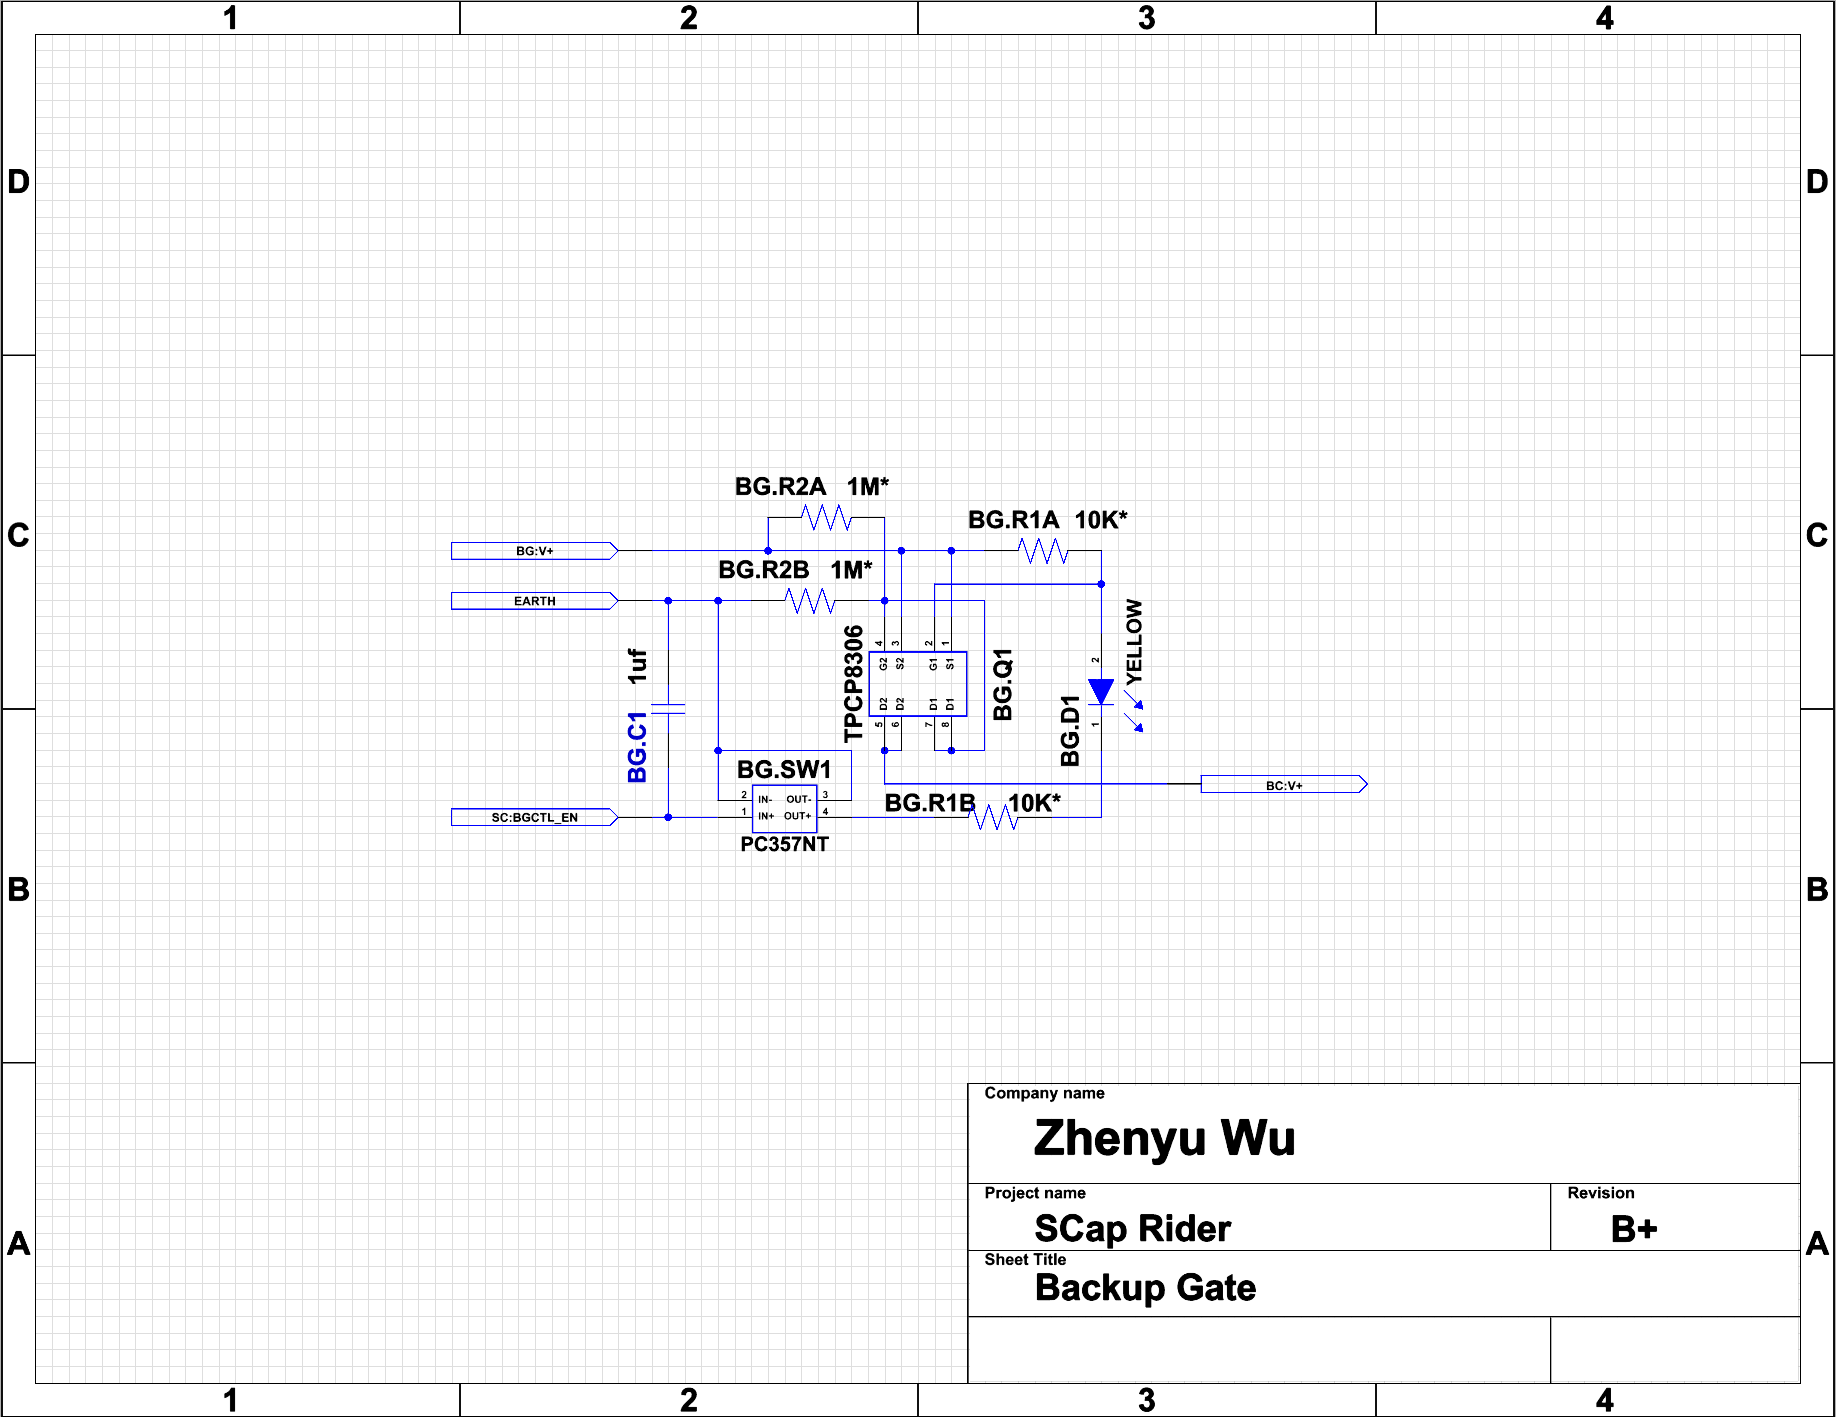 1 2 3 4
D D
BG.R2A 1M*
BG.R1A 10K*
C C
BG:V+
BG.R2B 1M*
EARTH
4 3 2 1
G2 S2 G1 S1
TPCP8306
BG.Q1
D2 D2 D1 D1
5 6 7 8
1uf
BG.C1
2
YELLOW
BG.D1
1
BG.SW1
BC:V+
2 IN- OUT- 3
BG.R1B 10K*
SC:BGCTL_EN
1 IN+ OUT+ 4
PC357NT
B B
Company name
Zhenyu Wu
Project name
SCap Rider
Revision
B+
A A
Sheet Title
Backup Gate
1 2 3 4